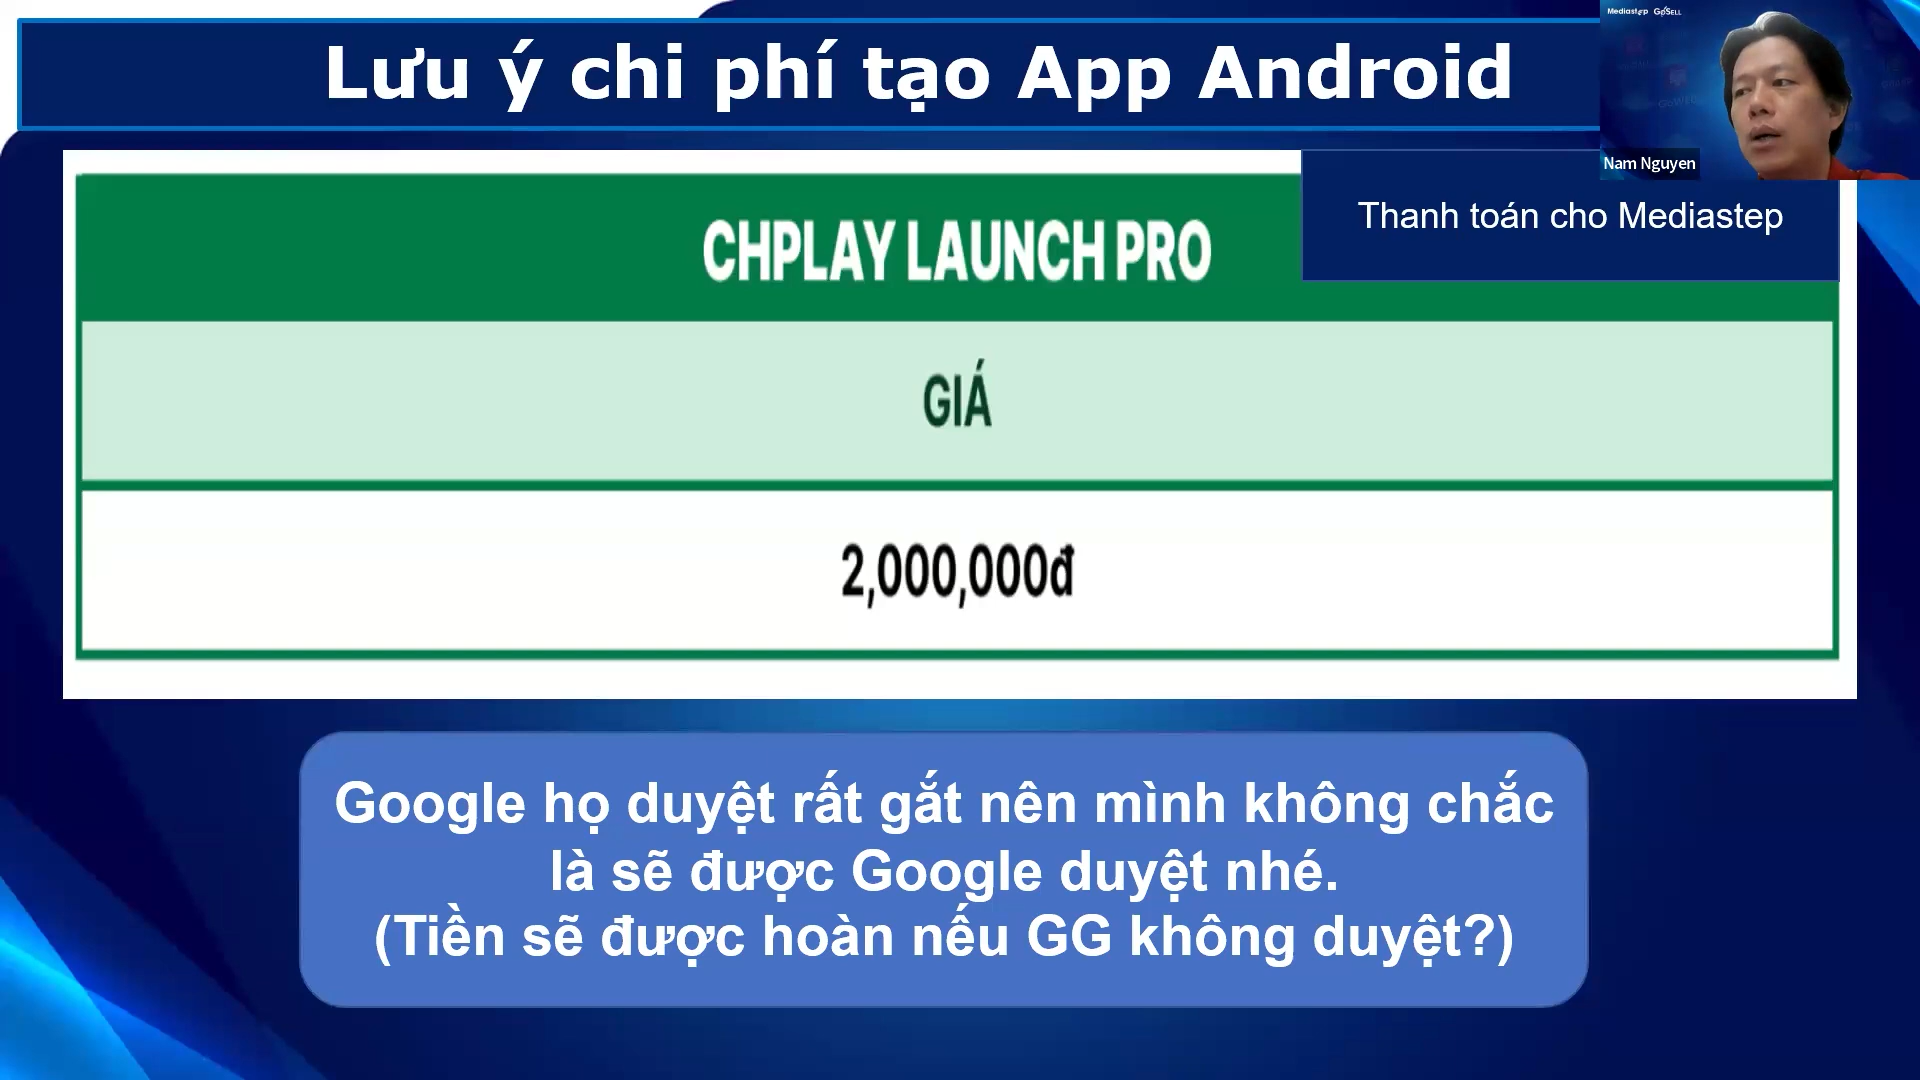 Lưu ý chi phí tạo App Android
Mediastep GoSELL
Nam Nguyen
Thanh toán cho Mediastep
CHPLAY LAUNCH PRO
GIÁ
2,000,000đ
Google họ duyệt rất gắt nên mình không chắc
là sẽ được Google duyệt nhé.
(Tiền sẽ được hoàn nếu GG không duyệt?)